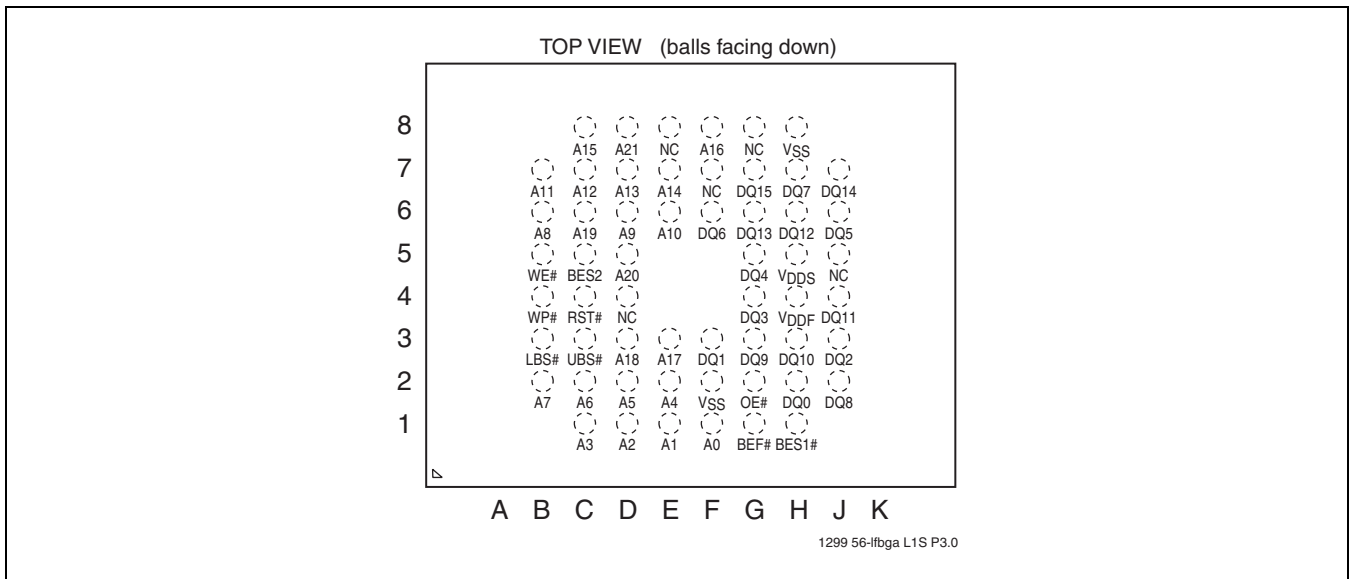 TOP VIEW (balls facing down)
8
A15 A21 NC A16 NC VSS
7
A11 A12 A13 A14 NC DQ15 DQ7 DQ14
6
A8 A19 A9 A10 DQ6 DQ13 DQ12 DQ5
5
WE# BES2 A20 DQ4 VDDS NC
4
WP# RST# NC DQ3 VDDF DQ11
3
LBS# UBS# A18 A17 DQ1 DQ9 DQ10 DQ2
2
A7 A6 A5 A4 VSS OE# DQ0 DQ8
1
A3 A2 A1 A0 BEF# BES1#
A B C D E F G H J K
1299 56-lfbga L1S P3.0